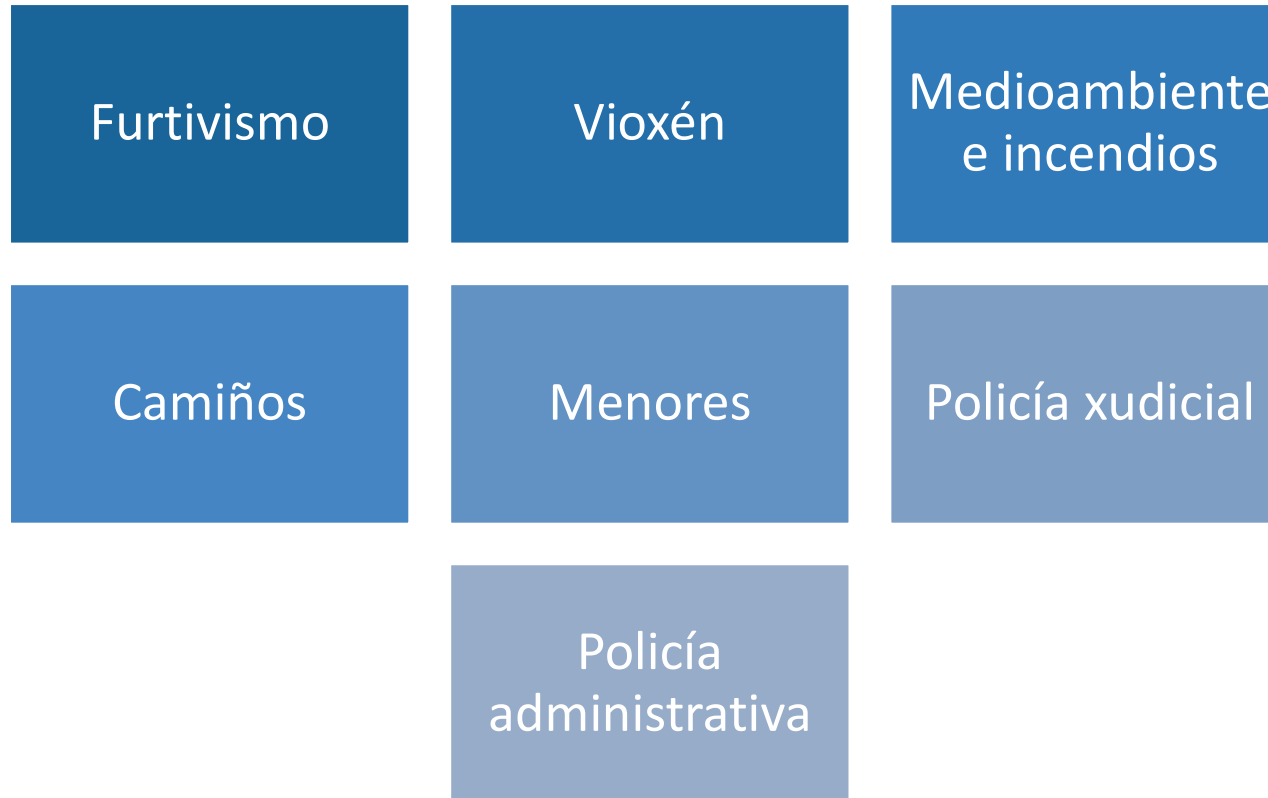 Furtivismo
Vioxén
Medioambiente
e incendios
Camiños
Menores
Policía xudicial
Policía
administrativa